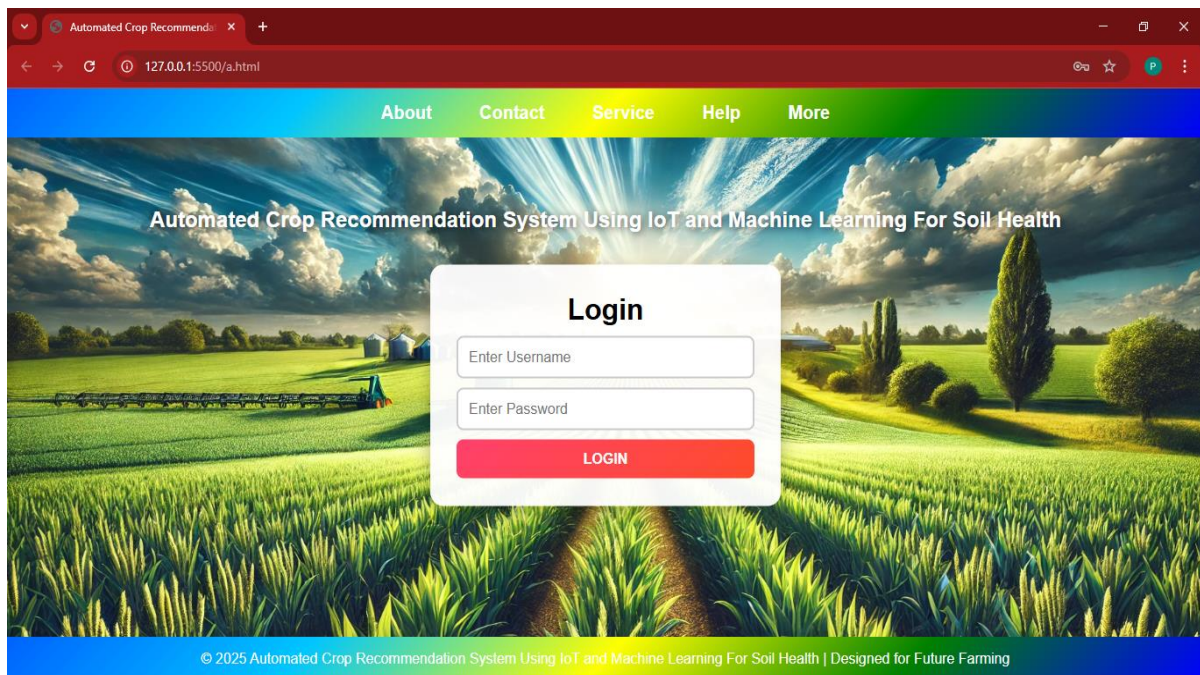 Automated Crop Recommenda
127.0.0.1:5500/a.html
P
About Contact Service Help More
Automated Crop Recommendation System Using IoT and Machine Learning For Soil Health
Login
Enter Username
Enter Password
LOGIN
© 2025 Automated Crop Recommendation System Using IoT and Machine Learning For Soil Health | Designed for Future Farming